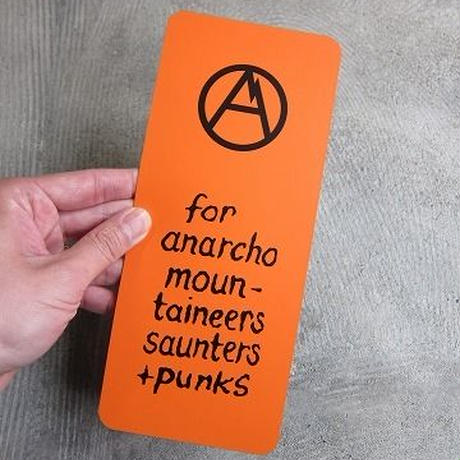 for
anarcho
moun-
taineers
saunters
+punks